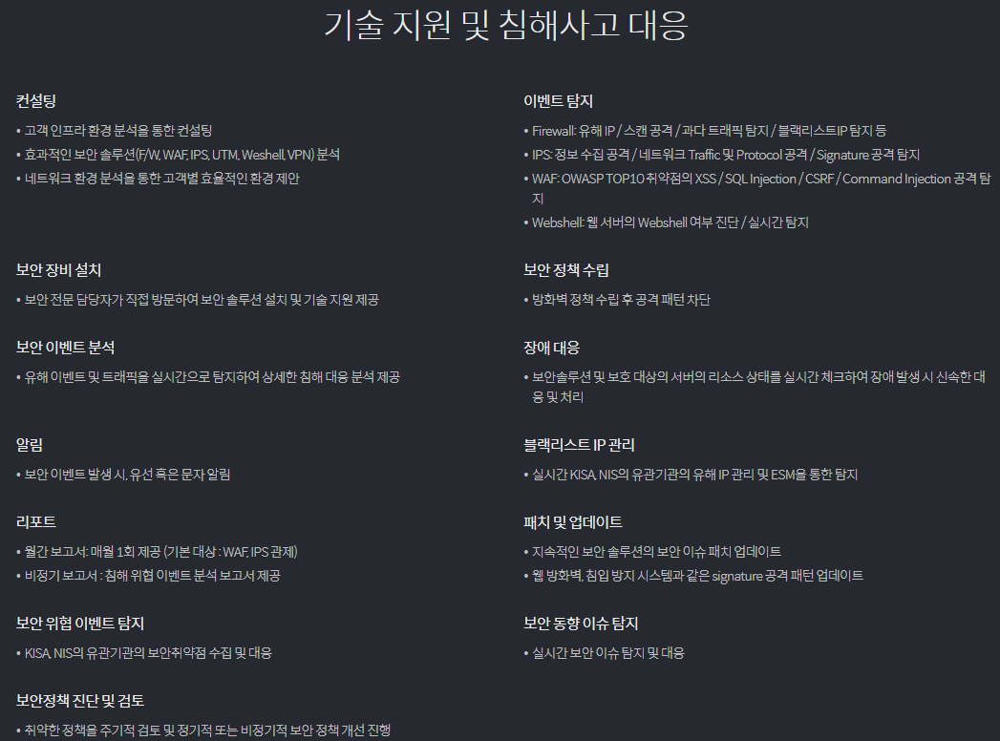 기술 지원 및 침해사고 대응
컨설팅
• 고객 인프라 환경 분석을 통한 컨설팅
• 효과적인 보안 솔루션(F/W, WAF, IPS, UTM, Weshell, VPN) 분석
• 네트워크 환경 분석을 통한 고객별 효율적인 환경 제안
이벤트 탐지
• Firewall: 유해 IP / 스캔 공격 / 과다 트래픽 탐지 / 블랙리스트IP 탐지 등
• IPS: 정보 수집 공격 / 네트워크 Traffic 및 Protocol 공격 / Signature 공격 탐지
• WAF: OWASP TOP10 취약점의 XSS / SQL Injection / CSRF / Command Injection 공격 탐
지
• Webshell: 웹 서버의 Webshell 여부 진단 / 실시간 탐지
보안 장비 설치
• 보안 전문 담당자가 직접 방문하여 보안 솔루션 설치 및 기술 지원 제공
보안 정책 수립
• 방화벽 정책 수립 후 공격 패턴 차단
보안 이벤트 분석
• 유해 이벤트 및 트래픽을 실시간으로 탐지하여 상세한 침해 대응 분석 제공
장애 대응
• 보안솔루션 및 보호 대상의 서버의 리소스 상태를 실시간 체크하여 장애 발생 시 신속한 대
응 및 처리
알림
• 보안 이벤트 발생 시, 유선 혹은 문자 알림
블랙리스트 IP 관리
• 실시간 KISA, NIS의 유관기관의 유해 IP 관리 및 ESM을 통한 탐지
리포트
• 월간 보고서: 매월 1회 제공 (기본 대상 : WAF, IPS 관제)
• 비정기 보고서 : 침해 위협 이벤트 분석 보고서 제공
패치 및 업데이트
• 지속적인 보안 솔루션의 보안 이슈 패치 업데이트
• 웹 방화벽, 침입 방지 시스템과 같은 signature 공격 패턴 업데이트
보안 위협 이벤트 탐지
• KISA, NIS의 유관기관의 보안취약점 수집 및 대응
보안 동향 이슈 탐지
• 실시간 보안 이슈 탐지 및 대응
보안정책 진단 및 검토
• 취약한 정책을 주기적 검토 및 정기적 또는 비정기적 보안 정책 개선 진행